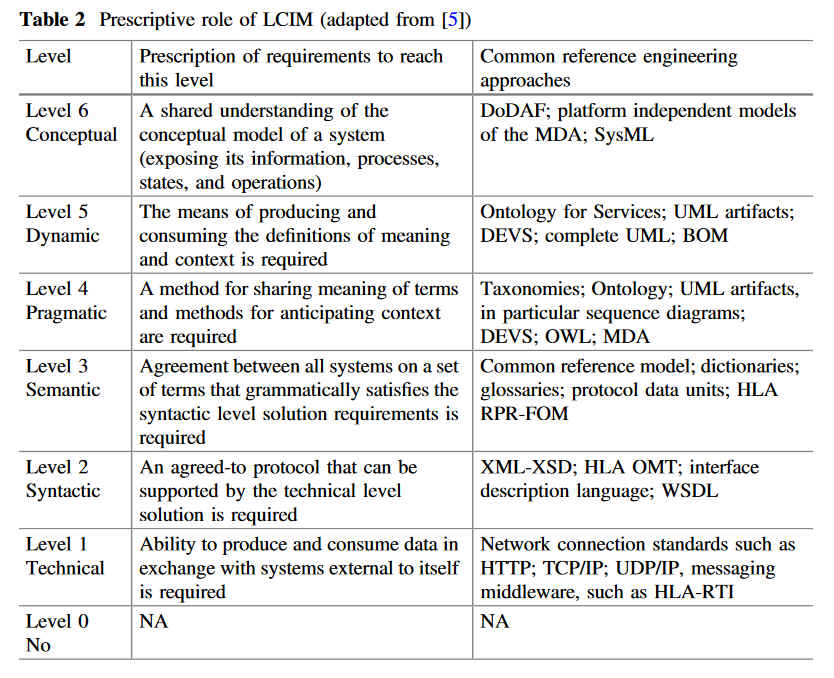 Table 2 Prescriptive role of LCIM (adapted from [5])
Level
Prescription of requirements to reach
this level
Common reference engineering
approaches
Level 6
Conceptual
A shared understanding of the
conceptual model of a system
(exposing its information, processes,
states, and operations)
DoDAF; platform independent models
of the MDA; SysML
Level 5
Dynamic
The means of producing and
consuming the definitions of meaning
and context is required
Ontology for Services; UML artifacts;
DEVS; complete UML; BOM
Level 4
Pragmatic
A method for sharing meaning of terms
and methods for anticipating context
are required
Taxonomies; Ontology; UML artifacts,
in particular sequence diagrams;
DEVS; OWL; MDA
Level 3
Semantic
Agreement between all systems on a set
of terms that grammatically satisfies the
syntactic level solution requirements is
required
Common reference model; dictionaries;
glossaries; protocol data units; HLA
RPR-FOM
Level 2
Syntactic
An agreed-to protocol that can be
supported by the technical level
solution is required
XML-XSD; HLA OMT; interface
description language; WSDL
Level 1
Technical
Ability to produce and consume data in
exchange with systems external to itself
is required
Network connection standards such as
HTTP; TCP/IP; UDP/IP, messaging
middleware, such as HLA-RTI
Level 0
No
NA
NA